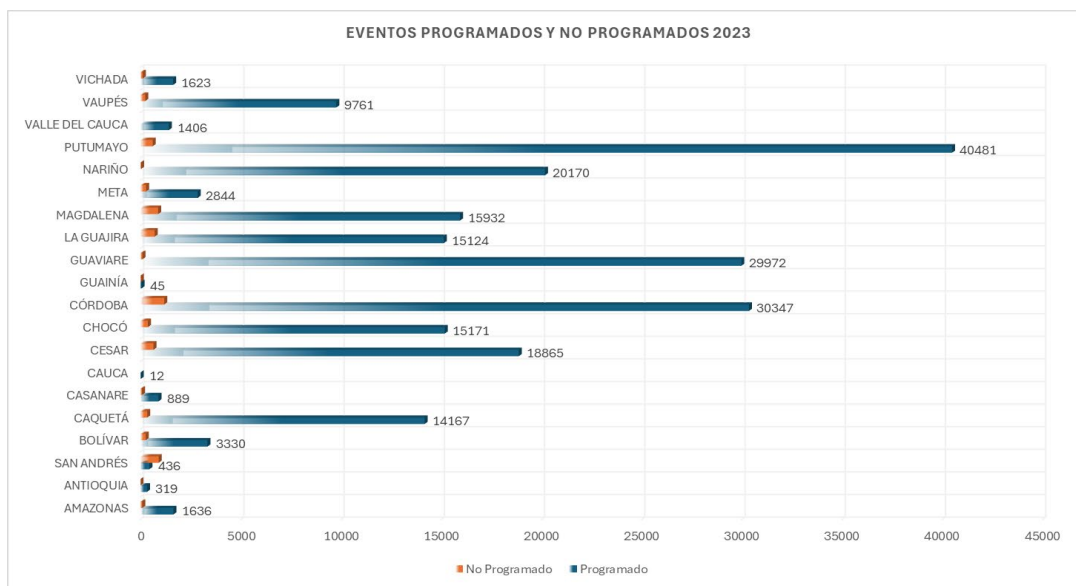 EVENTOS PROGRAMADOS Y NO PROGRAMADOS 2023
VICHADA 1623
VAUPÉS 9761
VALLE DEL CAUCA 1406
PUTUMAYO 40481
NARIÑO 20170
META 2844
MAGDALENA 15932
LA GUAJIRA 15124
GUAVIARE 29972
GUAINÍA 45
CÓRDOBA 30347
CHOCÓ 15171
CESAR 18865
CAUCA 12
CASANARE 889
CAQUETÁ 14167
BOLÍVAR 3330
SAN ANDRÉS 436
ANTIOQUIA 319
AMAZONAS 1636
0 5000 10000 15000 20000 25000 30000 35000 40000 45000
No Programado Programado